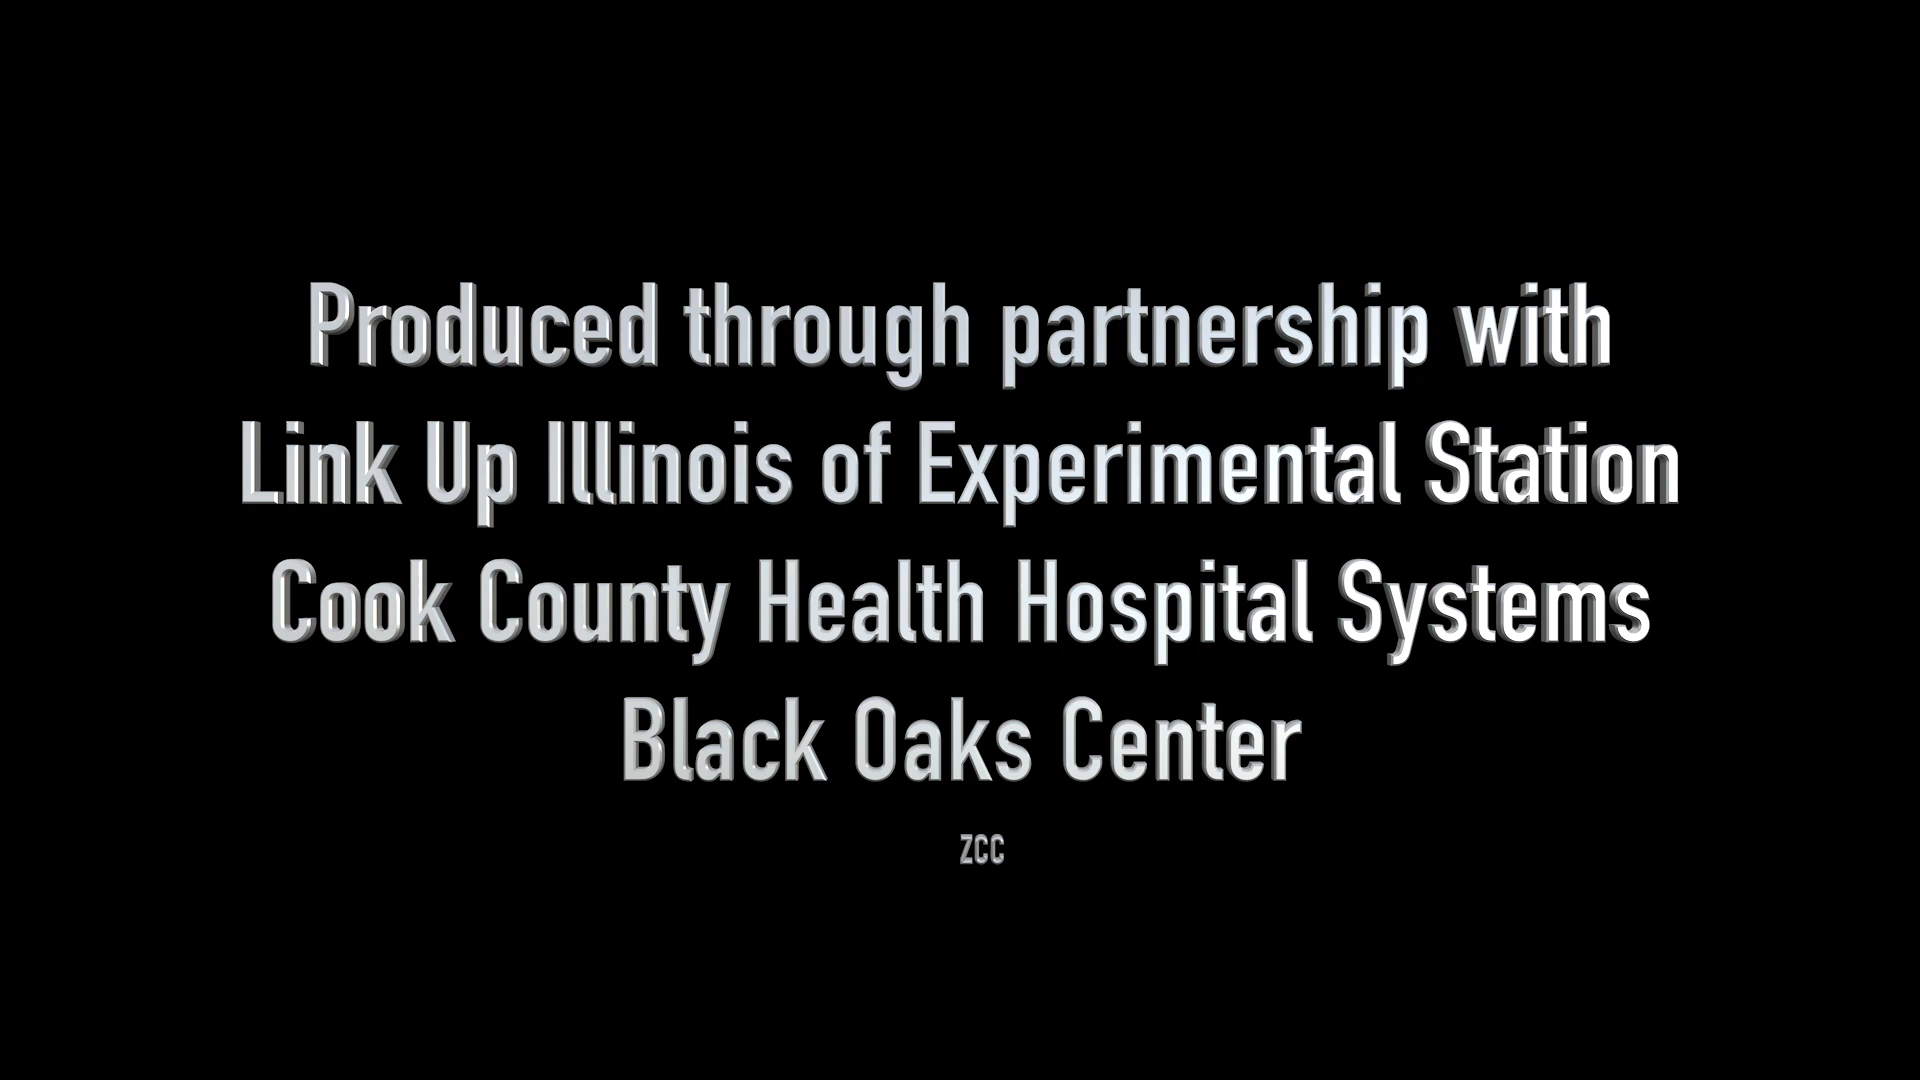 Produced through partnership with
Link Up Illinois of Experimental Station
Cook County Health Hospital Systems
Black Oaks Center
ZCC